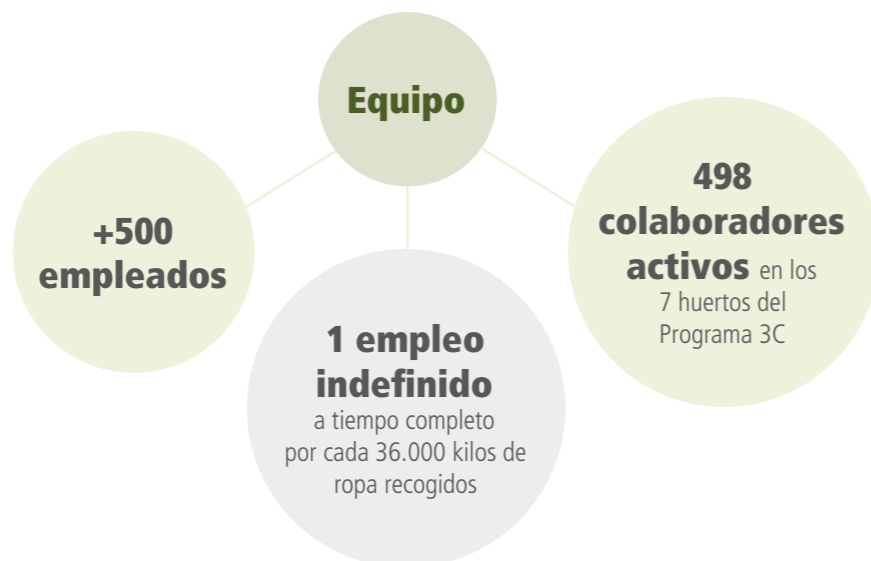 Equipo
+500
empleados
1 empleo
indefinido
a tiempo completo
por cada 36.000 kilos de
ropa recogidos
498
colaboradores
activos en los
7 huertos del
Programa 3C